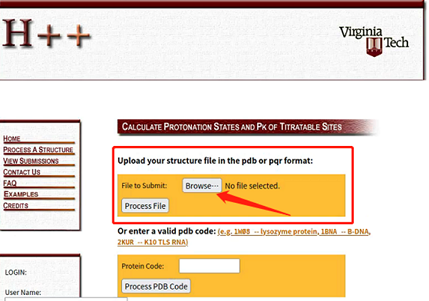 H++
Virginia
Tech
CALCULATE PROTONATION STATES AND PK OF TITRATABLE SITES
HOME
PROCESS A STRUCTURE
VIEW SUBMISSIONS
CONTACT US
FAQ
EXAMPLES
CREDITS
Upload your structure file in the pdb or pqr format:
File to Submit: Browse... No file selected.
Process File
Or enter a valid pdb code: (e.g. 1W08 -- lysozyme protein, 1BNA -- B-DNA,
2KUR -- K10 TLS RNA)
Protein Code:
Process PDB Code
LOGIN:
User Name: